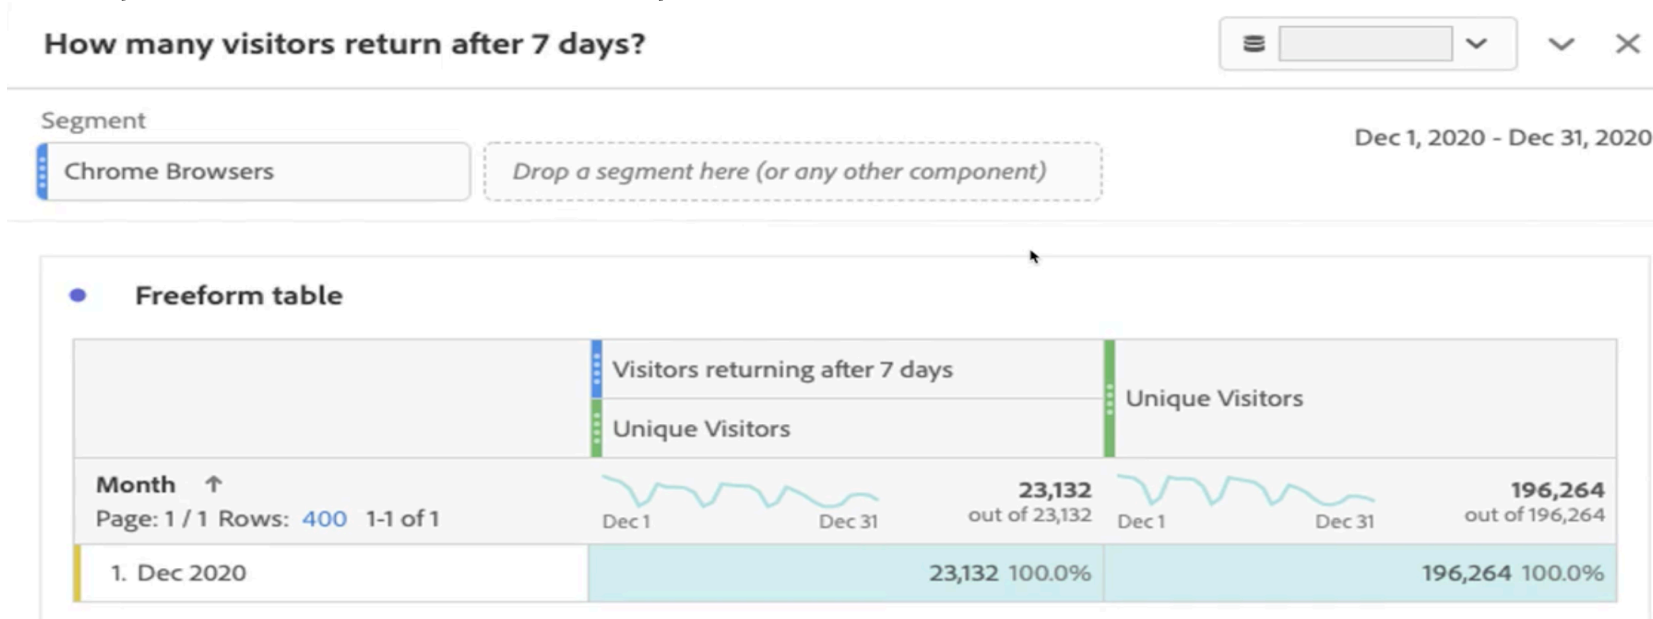 How many visitors return after 7 days?
Segment
Chrome Browsers
Drop a segment here (or any other component)
Dec 1, 2020 - Dec 31, 2020
Freeform table
Visitors returning after 7 days
Unique Visitors
Unique Visitors
Month ↑
Page: 1 / 1 Rows: 400 1-1 of 1
Dec 1
Dec 31
23,132
out of 23,132
Dec 1
Dec 31
196,264
out of 196,264
1. Dec 2020
23,132 100.0%
196,264 100.0%